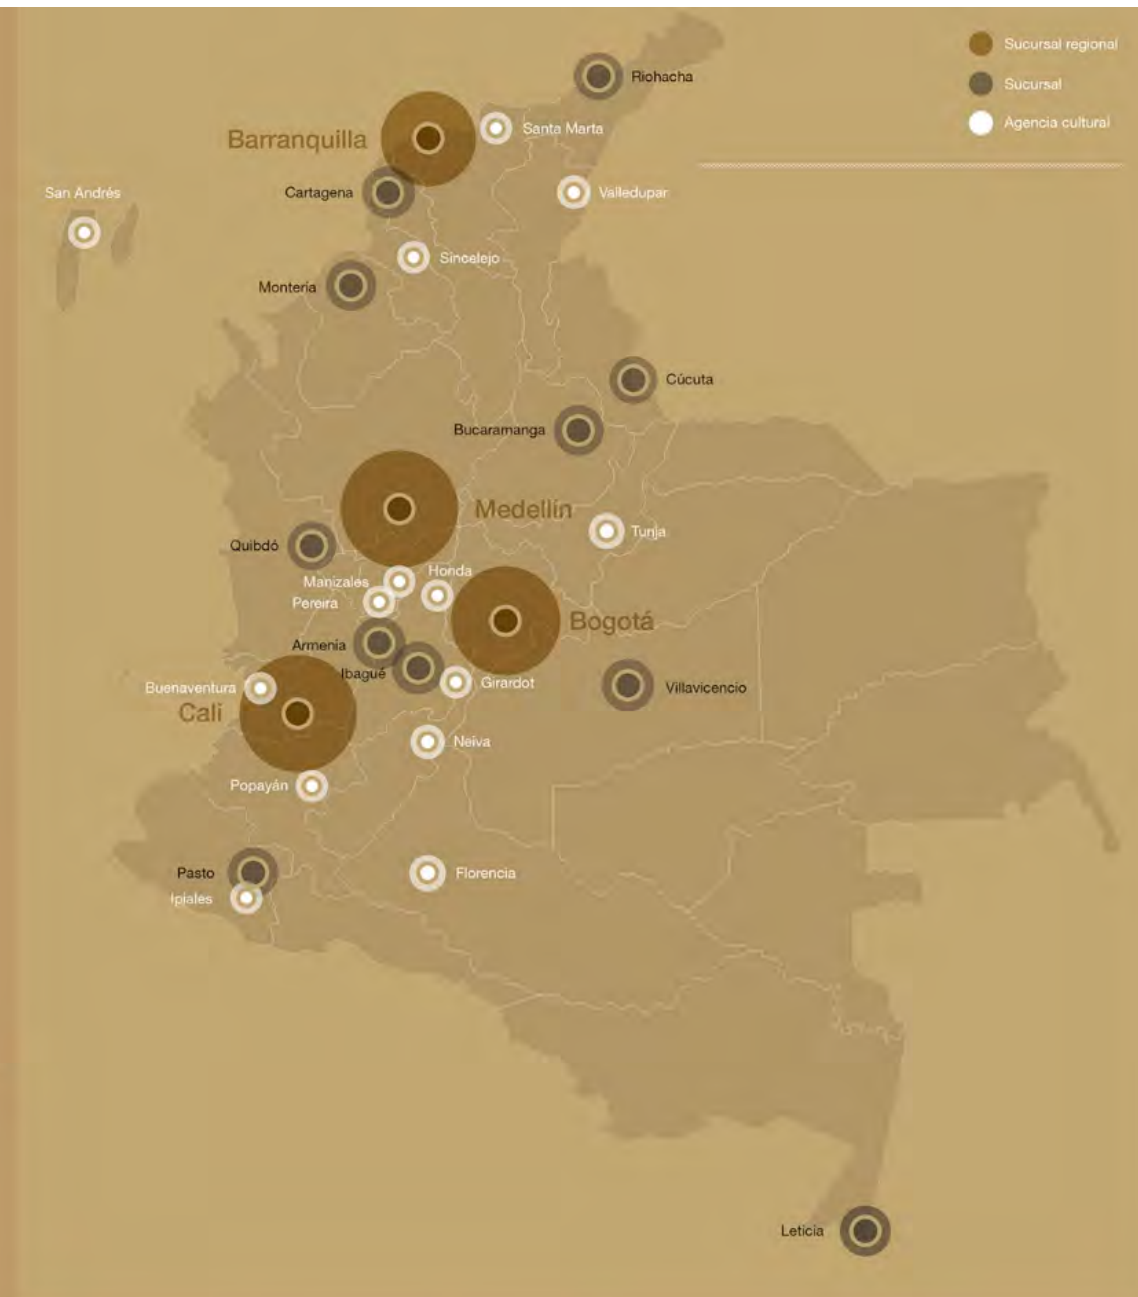 Sucursal regional
Sucursal
Agencia cultural
Riohacha
Santa Marta
Barranquilla
Cartagena
Valledupar
San Andrés
Sincelejo
Montería
Cúcuta
Bucaramanga
Medellín
Tunja
Quibdó
Honda
Manizales
Pereira
Bogotá
Armenia
Ibagué
Girardot
Buenaventura
Villavicencio
Cali
Neiva
Popayán
Pasto
Florencia
Ipiales
Leticia